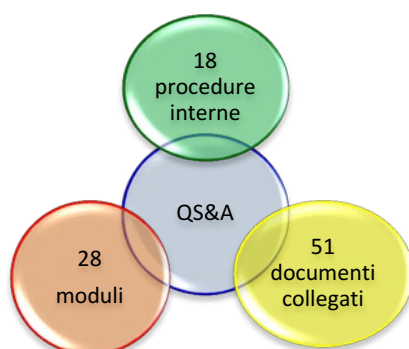 18
procedure
interne
QS&A
28
moduli
51
documenti
collegati